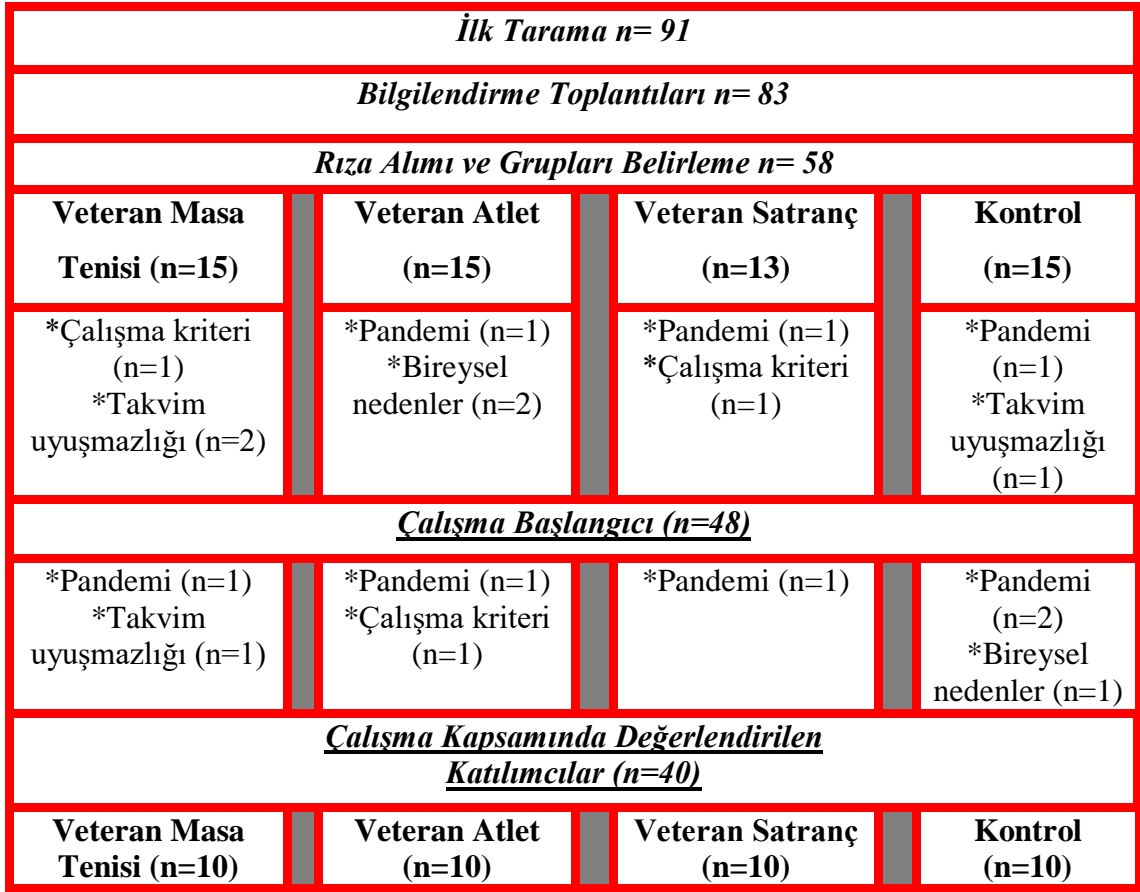 İlk Tarama n= 91
Bilgilendirme Toplantıları n= 83
Rıza Alımı ve Grupları Belirleme n= 58
Veteran Masa
Tenisi (n=15)
Veteran Atlet
(n=15)
Veteran Satranç
(n=13)
Kontrol
(n=15)
*Çalışma kriteri
(n=1)
*Takvim
uyuşmazlığı (n=2)
*Pandemi (n=1)
*Bireysel
nedenler (n=2)
*Pandemi (n=1)
*Çalışma kriteri
(n=1)
*Pandemi
(n=1)
*Takvim
uyuşmazlığı
(n=1)
Çalışma Başlangıcı (n=48)
*Pandemi (n=1)
*Takvim
uyuşmazlığı (n=1)
*Pandemi (n=1)
*Çalışma kriteri
(n=1)
*Pandemi (n=1)
*Pandemi
(n=2)
*Bireysel
nedenler (n=1)
Çalışma Kapsamında Değerlendirilen
Katılımcılar (n=40)
Veteran Masa
Tenisi (n=10)
Veteran Atlet
(n=10)
Veteran Satranç
(n=10)
Kontrol
(n=10)